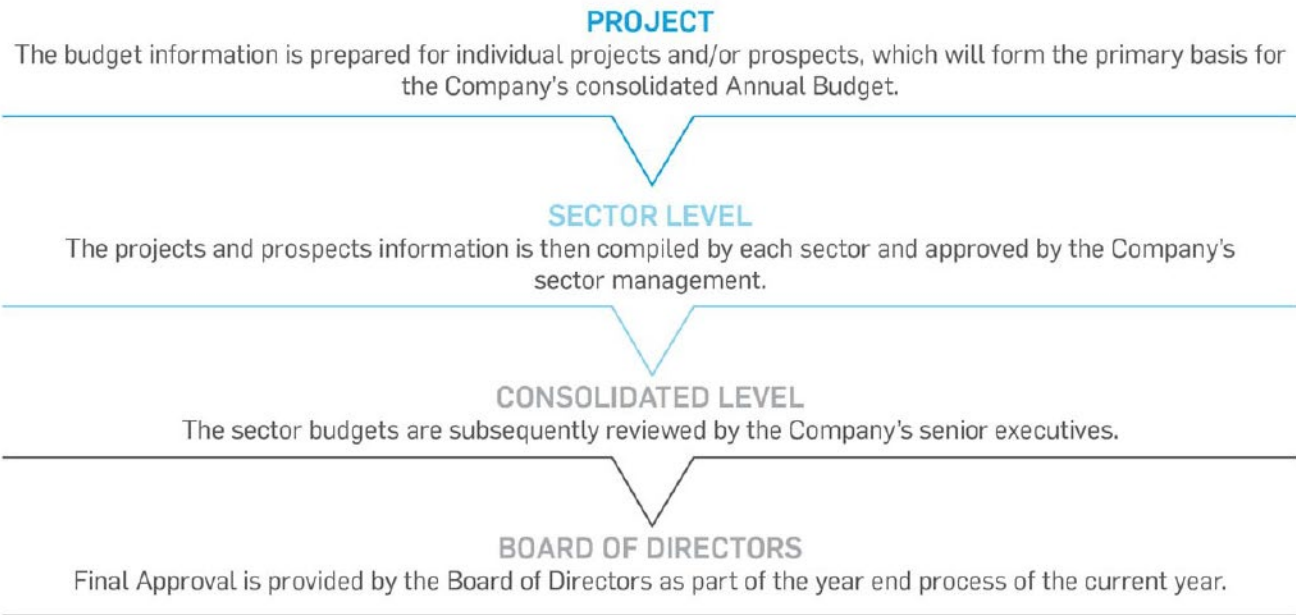 PROJECT
The budget information is prepared for individual projects and/or prospects, which will form the primary basis for
the Company's consolidated Annual Budget.
SECTOR LEVEL
The projects and prospects information is then compiled by each sector and approved by the Company's
sector management.
CONSOLIDATED LEVEL
The sector budgets are subsequently reviewed by the Company's senior executives.
BOARD OF DIRECTORS
Final Approval is provided by the Board of Directors as part of the year end process of the current year.